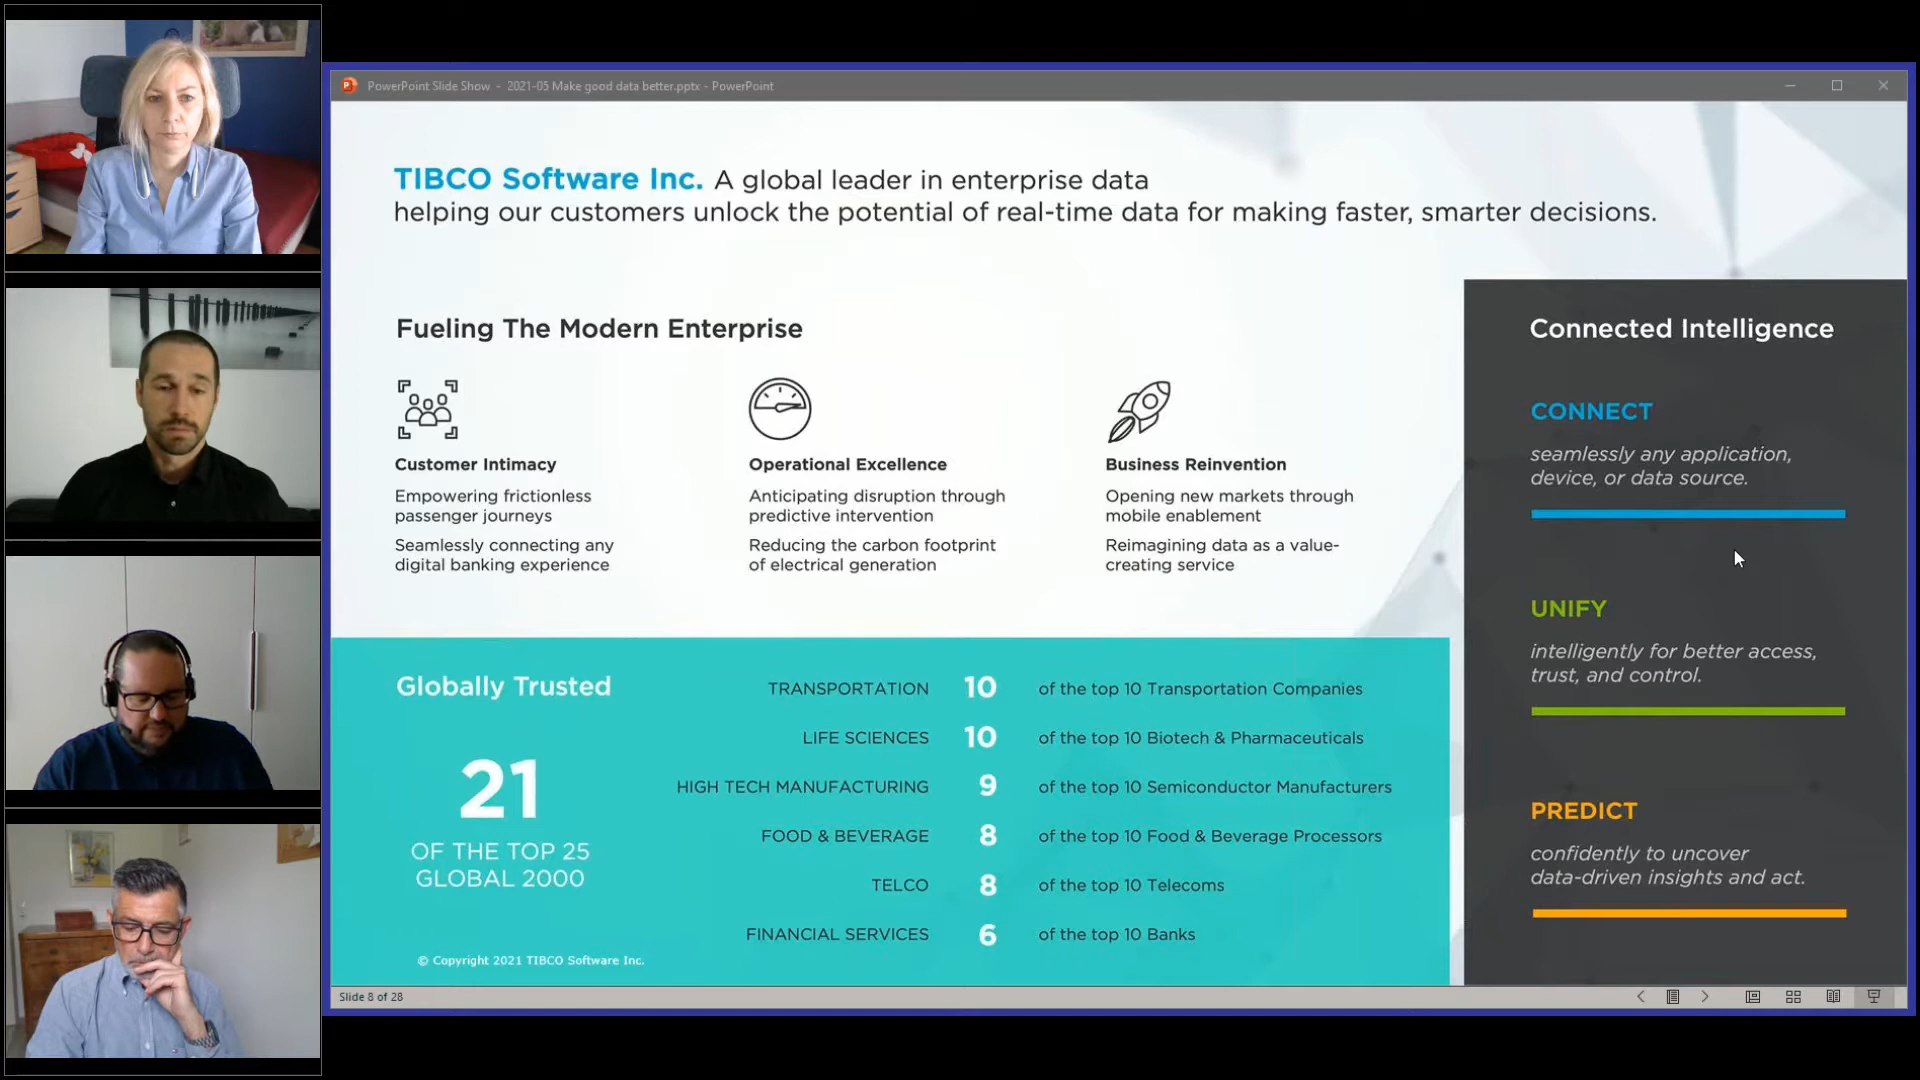 PowerPoint Slide Show - 2021-05 Make good data better.pptx - PowerPoint
TIBCO Software Inc. A global leader in enterprise data
helping our customers unlock the potential of real-time data for making faster, smarter decisions.
Fueling The Modern Enterprise
Customer Intimacy
Empowering frictionless
passenger journeys
Seamlessly connecting any
digital banking experience
Operational Excellence
Anticipating disruption through
predictive intervention
Reducing the carbon footprint
of electrical generation
Business Reinvention
Opening new markets through
mobile enablement
Reimagining data as a value-
creating service
Connected Intelligence
CONNECT
seamlessly any application,
device, or data source.
UNIFY
intelligently for better access,
trust, and control.
PREDICT
confidently to uncover
data-driven insights and act.
Globally Trusted
21
OF THE TOP 25
GLOBAL 2000
TRANSPORTATION 10 of the top 10 Transportation Companies
LIFE SCIENCES 10 of the top 10 Biotech & Pharmaceuticals
HIGH TECH MANUFACTURING 9 of the top 10 Semiconductor Manufacturers
FOOD & BEVERAGE 8 of the top 10 Food & Beverage Processors
TELCO 8 of the top 10 Telecoms
FINANCIAL SERVICES 6 of the top 10 Banks
© Copyright 2021 TIBCO Software Inc.
Slide 8 of 28